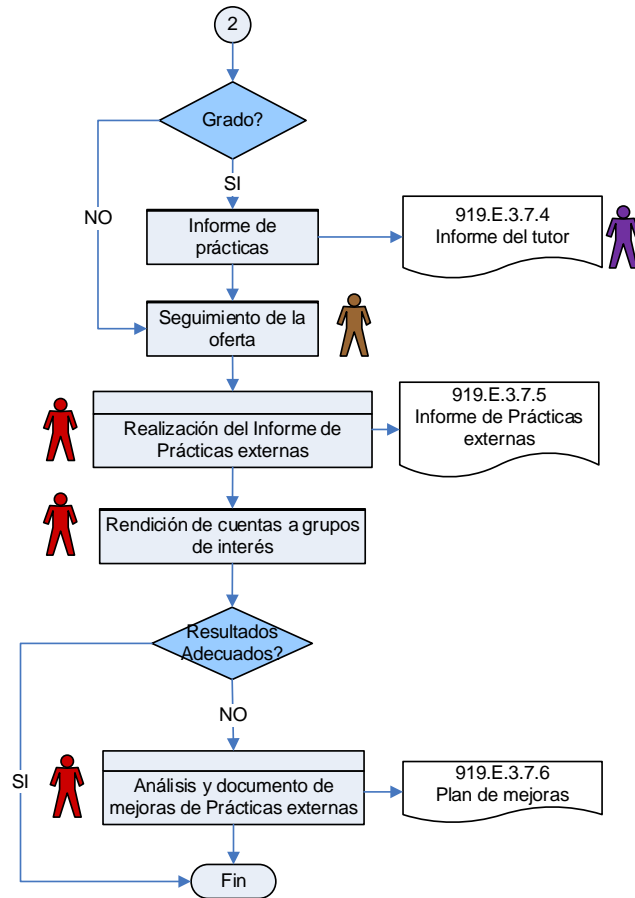 2
Grado?
SI
NO
Informe de
prácticas
919.E.3.7.4
Informe del tutor
Seguimiento de la
oferta
Realización del Informe de
Prácticas externas
919.E.3.7.5
Informe de Prácticas
externas
Rendición de cuentas a grupos
de interés
Resultados
Adecuados?
NO
SI
Análisis y documento de
mejoras de Prácticas externas
919.E.3.7.6
Plan de mejoras
Fin